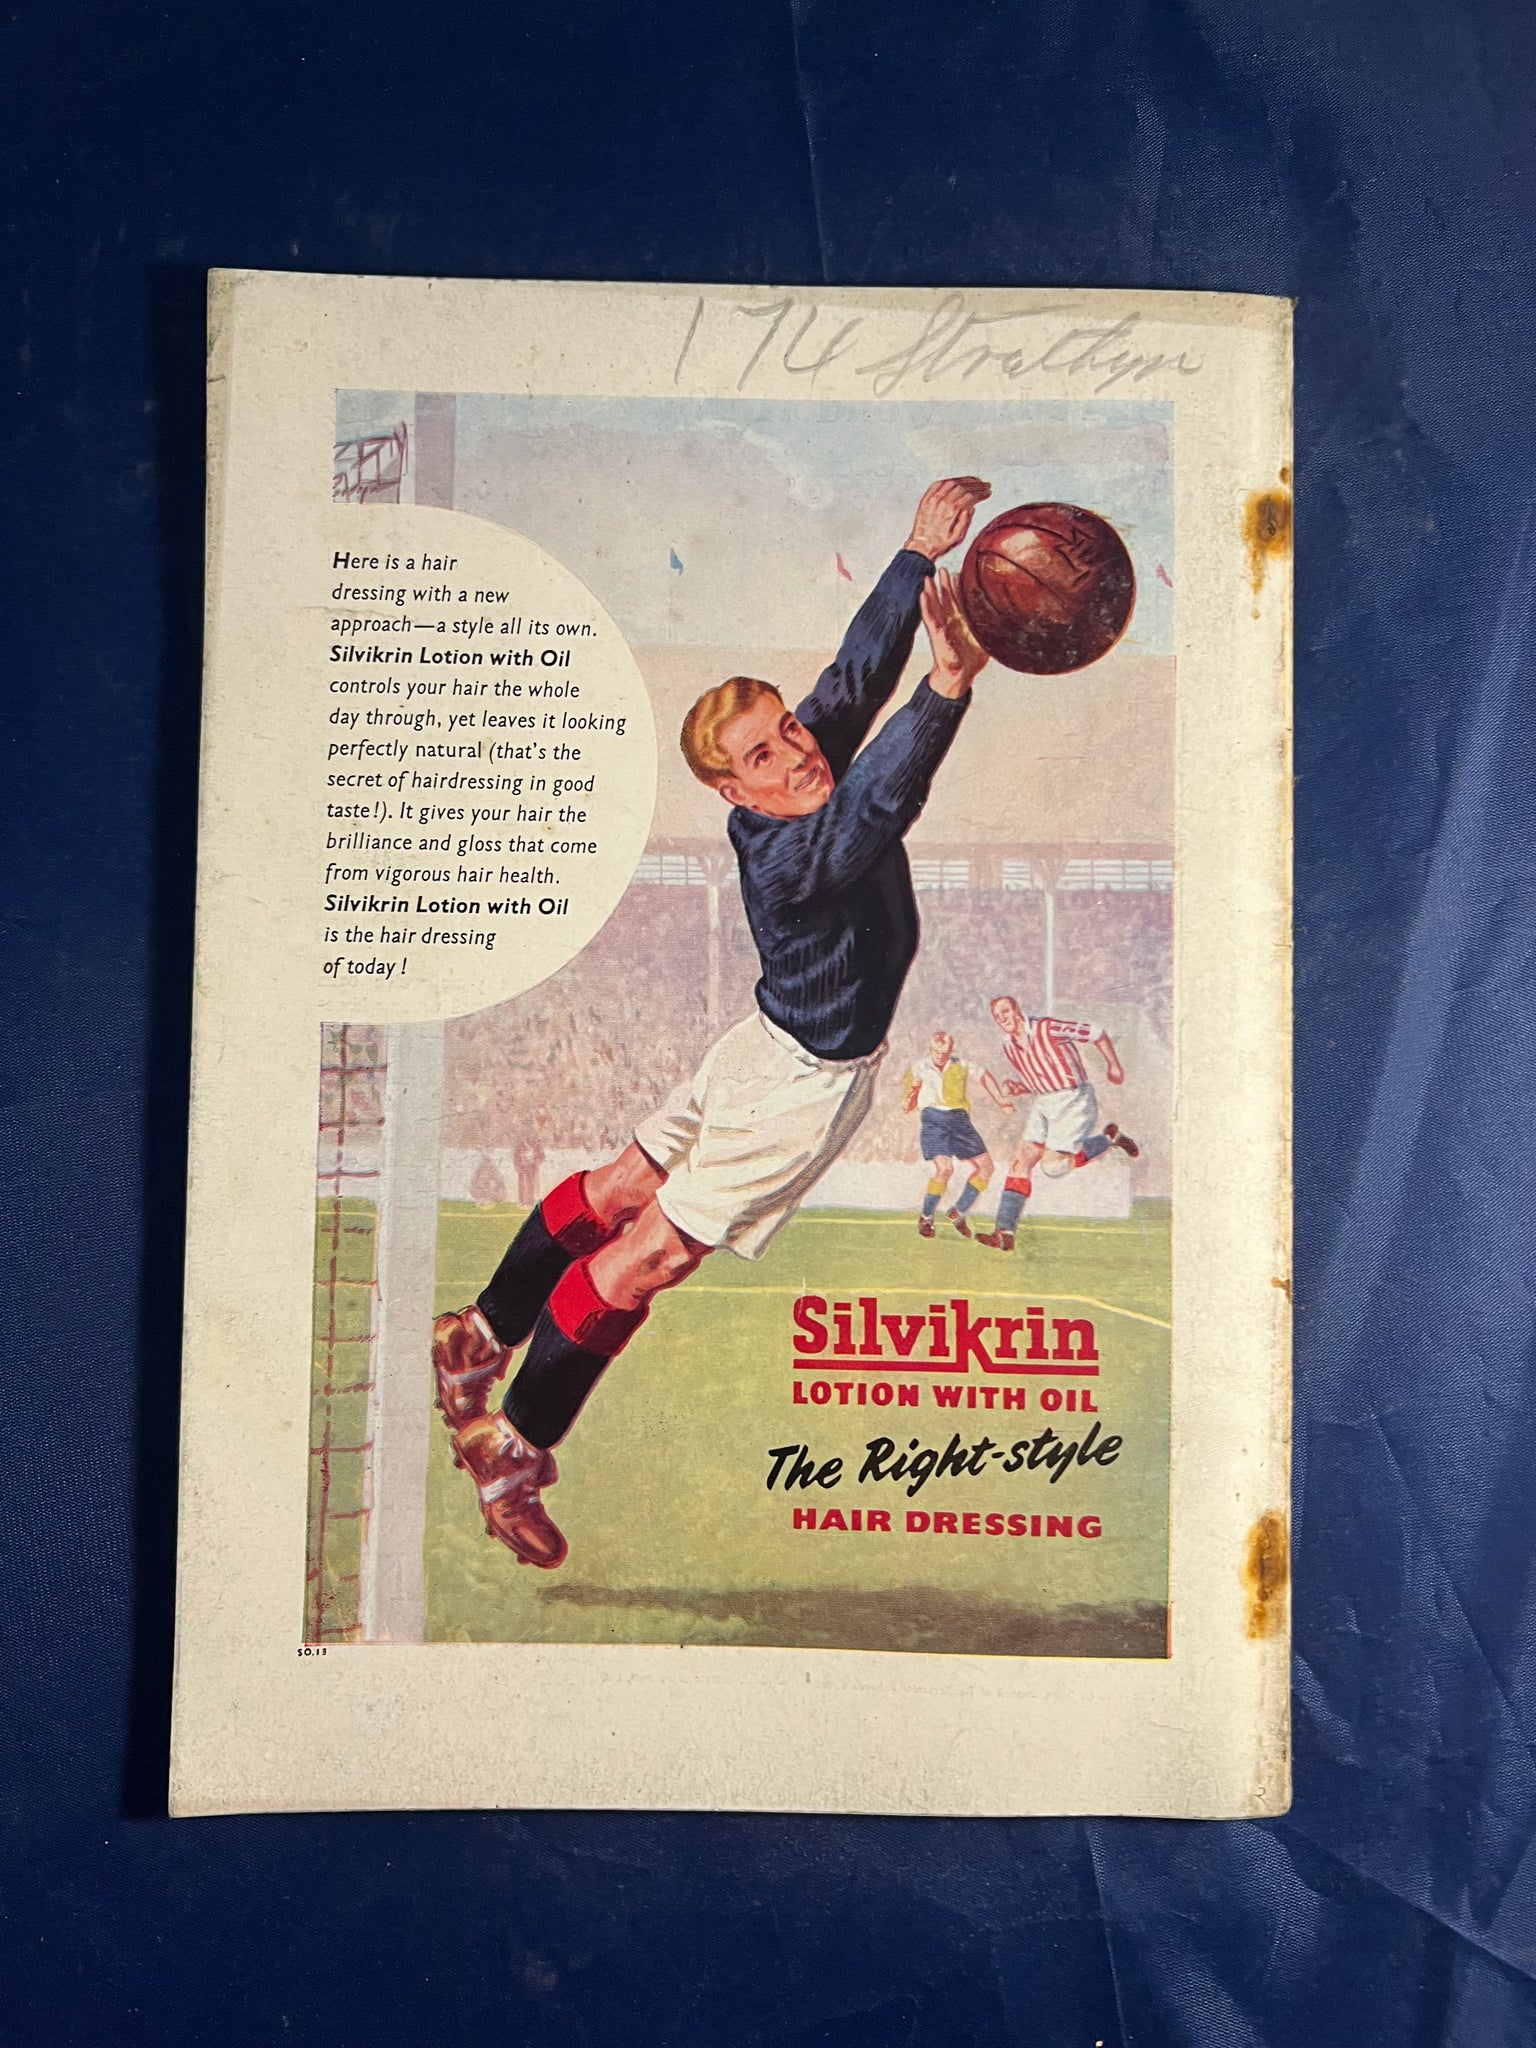 174 Strathyre
Here is a hair
dressing with a new
approach—a style all its own.
Silvikrin Lotion with Oil
controls your hair the whole
day through, yet leaves it looking
perfectly natural (that's the
secret of hairdressing in good
taste!). It gives your hair the
brilliance and gloss that come
from vigorous hair health.
Silvikrin Lotion with Oil
is the hair dressing
of today!
Silvikrin
LOTION WITH OIL
The Right-style
HAIR DRESSING
SO.13